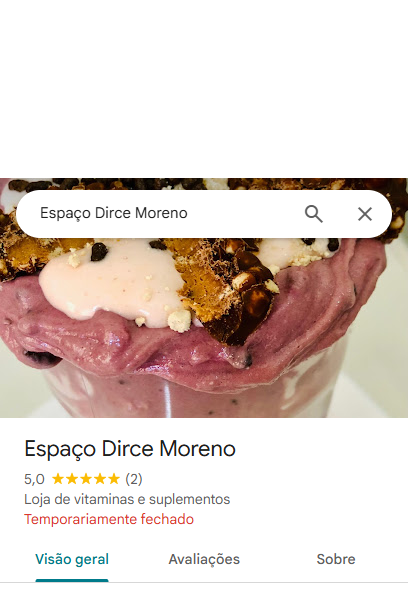 Espaço Dirce Moreno
Espaço Dirce Moreno
5,0 ★★★★★ (2)
Loja de vitaminas e suplementos
Temporariamente fechado
Visão geral Avaliações Sobre